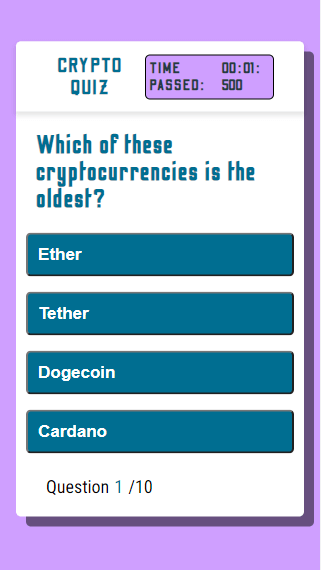 CRYPTO
QUIZ
TIME 00:01:
PASSED: 500
Which of these
cryptocurrencies is the
oldest?
Ether
Tether
Dogecoin
Cardano
Question 1 /10